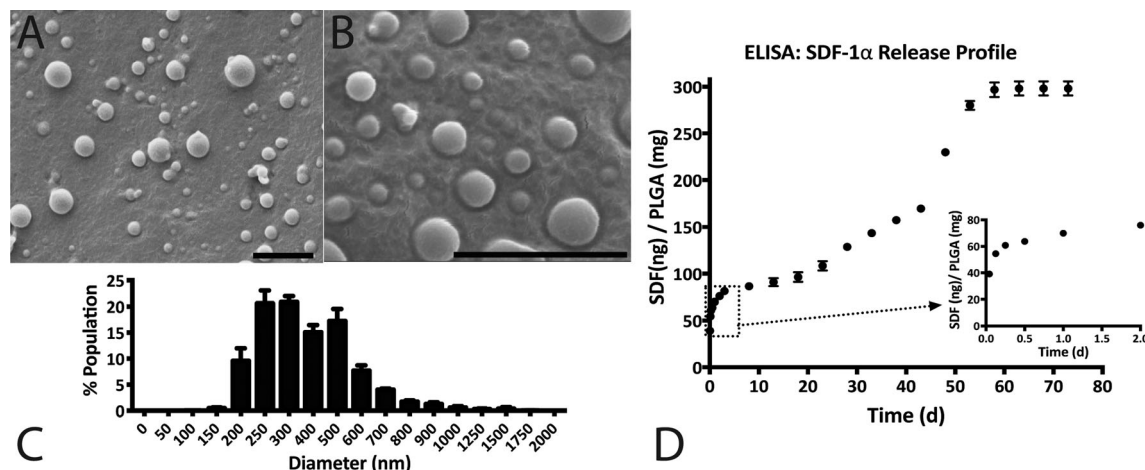 A
B
C
% Population
25
20
15
10
5
0
0 50 100 150 200 250 300 400 500 600 700 800 900 1000 1250 1500 1750 2000
Diameter (nm)
D
ELISA: SDF-1α Release Profile
SDF(ng) / PLGA (mg)
300
250
200
150
100
50
0
0 10 20 30 40 50 60 70 80
Time (d)
SDF (ng)/ PLGA (mg)
80
60
40
20
0
0.0 0.5 1.0 1.5 2.0
Time (d)